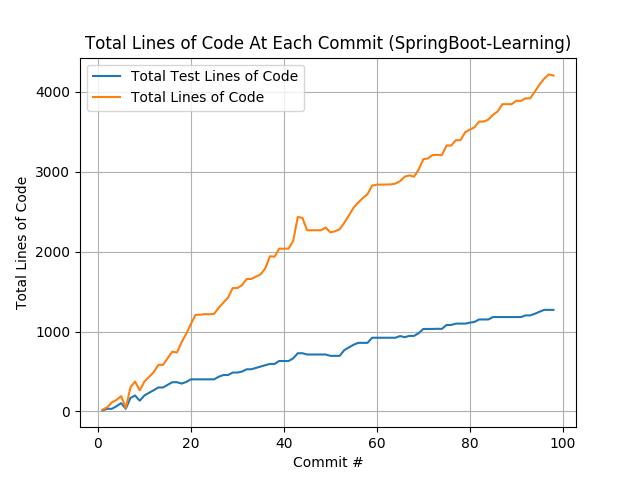 Total Lines of Code At Each Commit (SpringBoot-Learning)
Total Test Lines of Code
Total Lines of Code
Total Lines of Code
4000
3000
2000
1000
0
0 20 40 60 80 100
Commit #